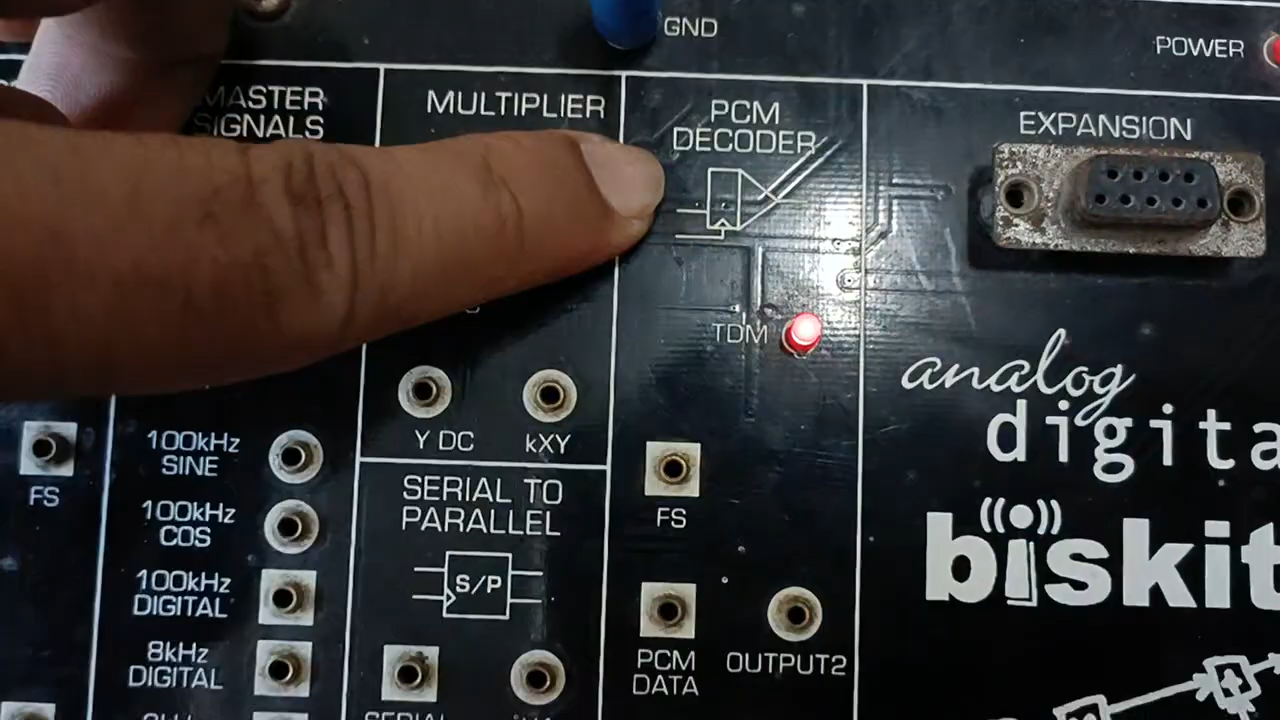 GND
POWER
MASTER
SIGNALS
MULTIPLIER
PCM
DECODER
EXPANSION
TDM
analog
digita
biskit
Y DC
kXY
100kHz
SINE
100kHz
COS
100kHz
DIGITAL
8kHz
DIGITAL
FS
SERIAL TO
PARALLEL
S/P
FS
PCM
DATA
OUTPUT2
SERIAL